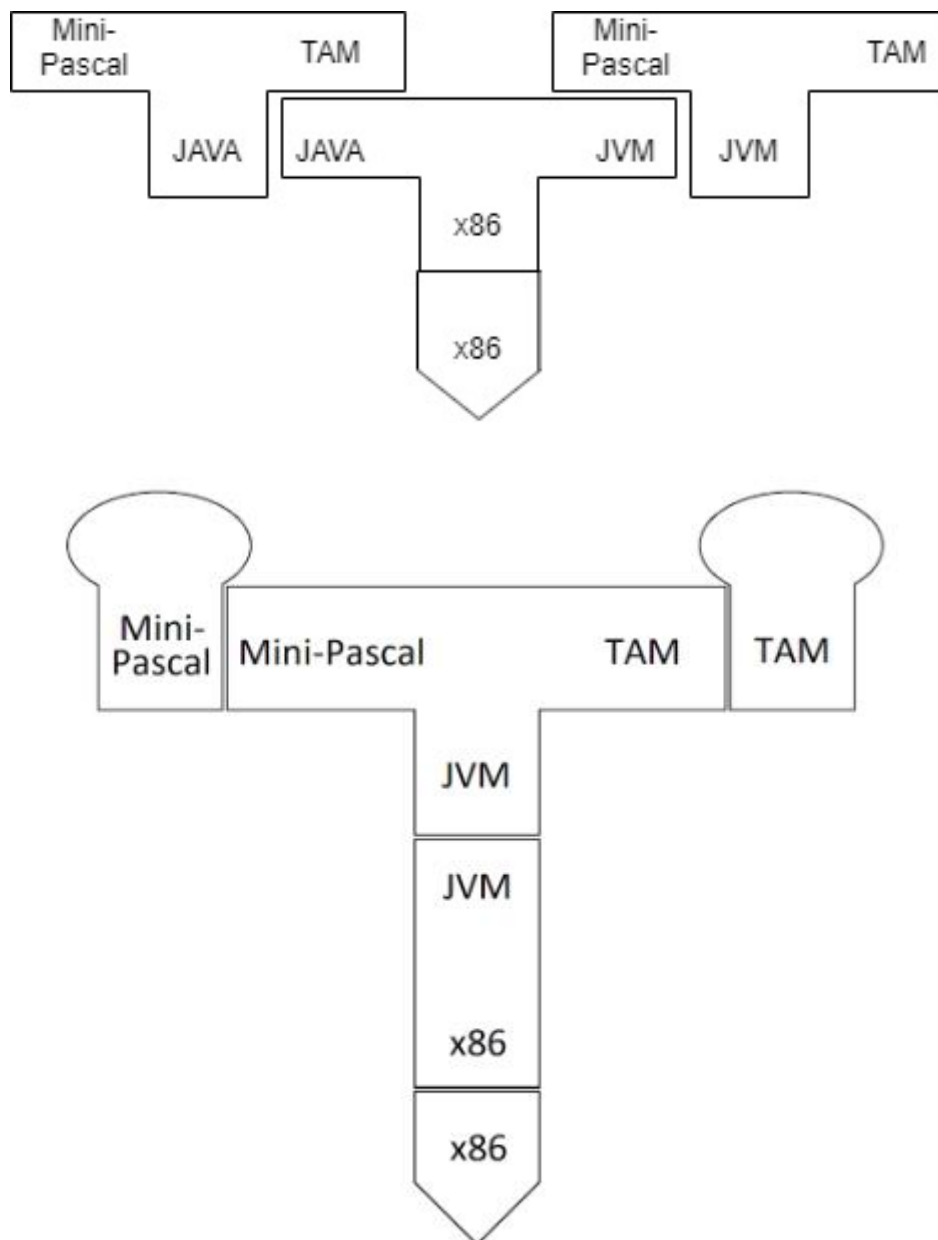 Mini-
Pascal
TAM
Mini-
Pascal
TAM
JAVA
JAVA
JVM
JVM
x86
x86
Mini-
Pascal
Mini-Pascal
TAM
TAM
JVM
JVM
x86
x86